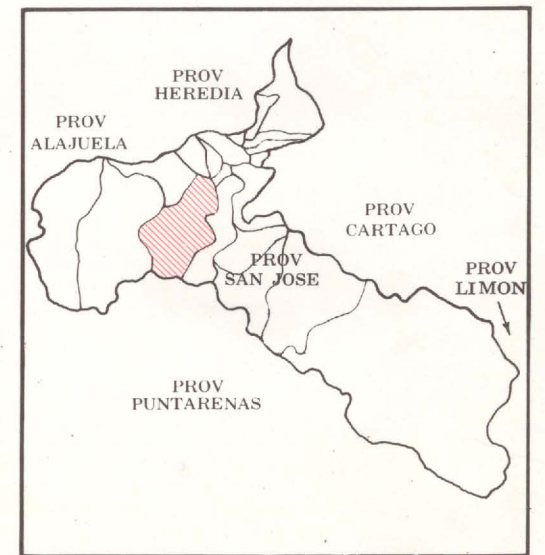 PROV
HEREDIA
PROV
ALAJUELA
PROV
CARTAGO
PROV
SAN JOSE
PROV
LIMON
PROV
PUNTARENAS